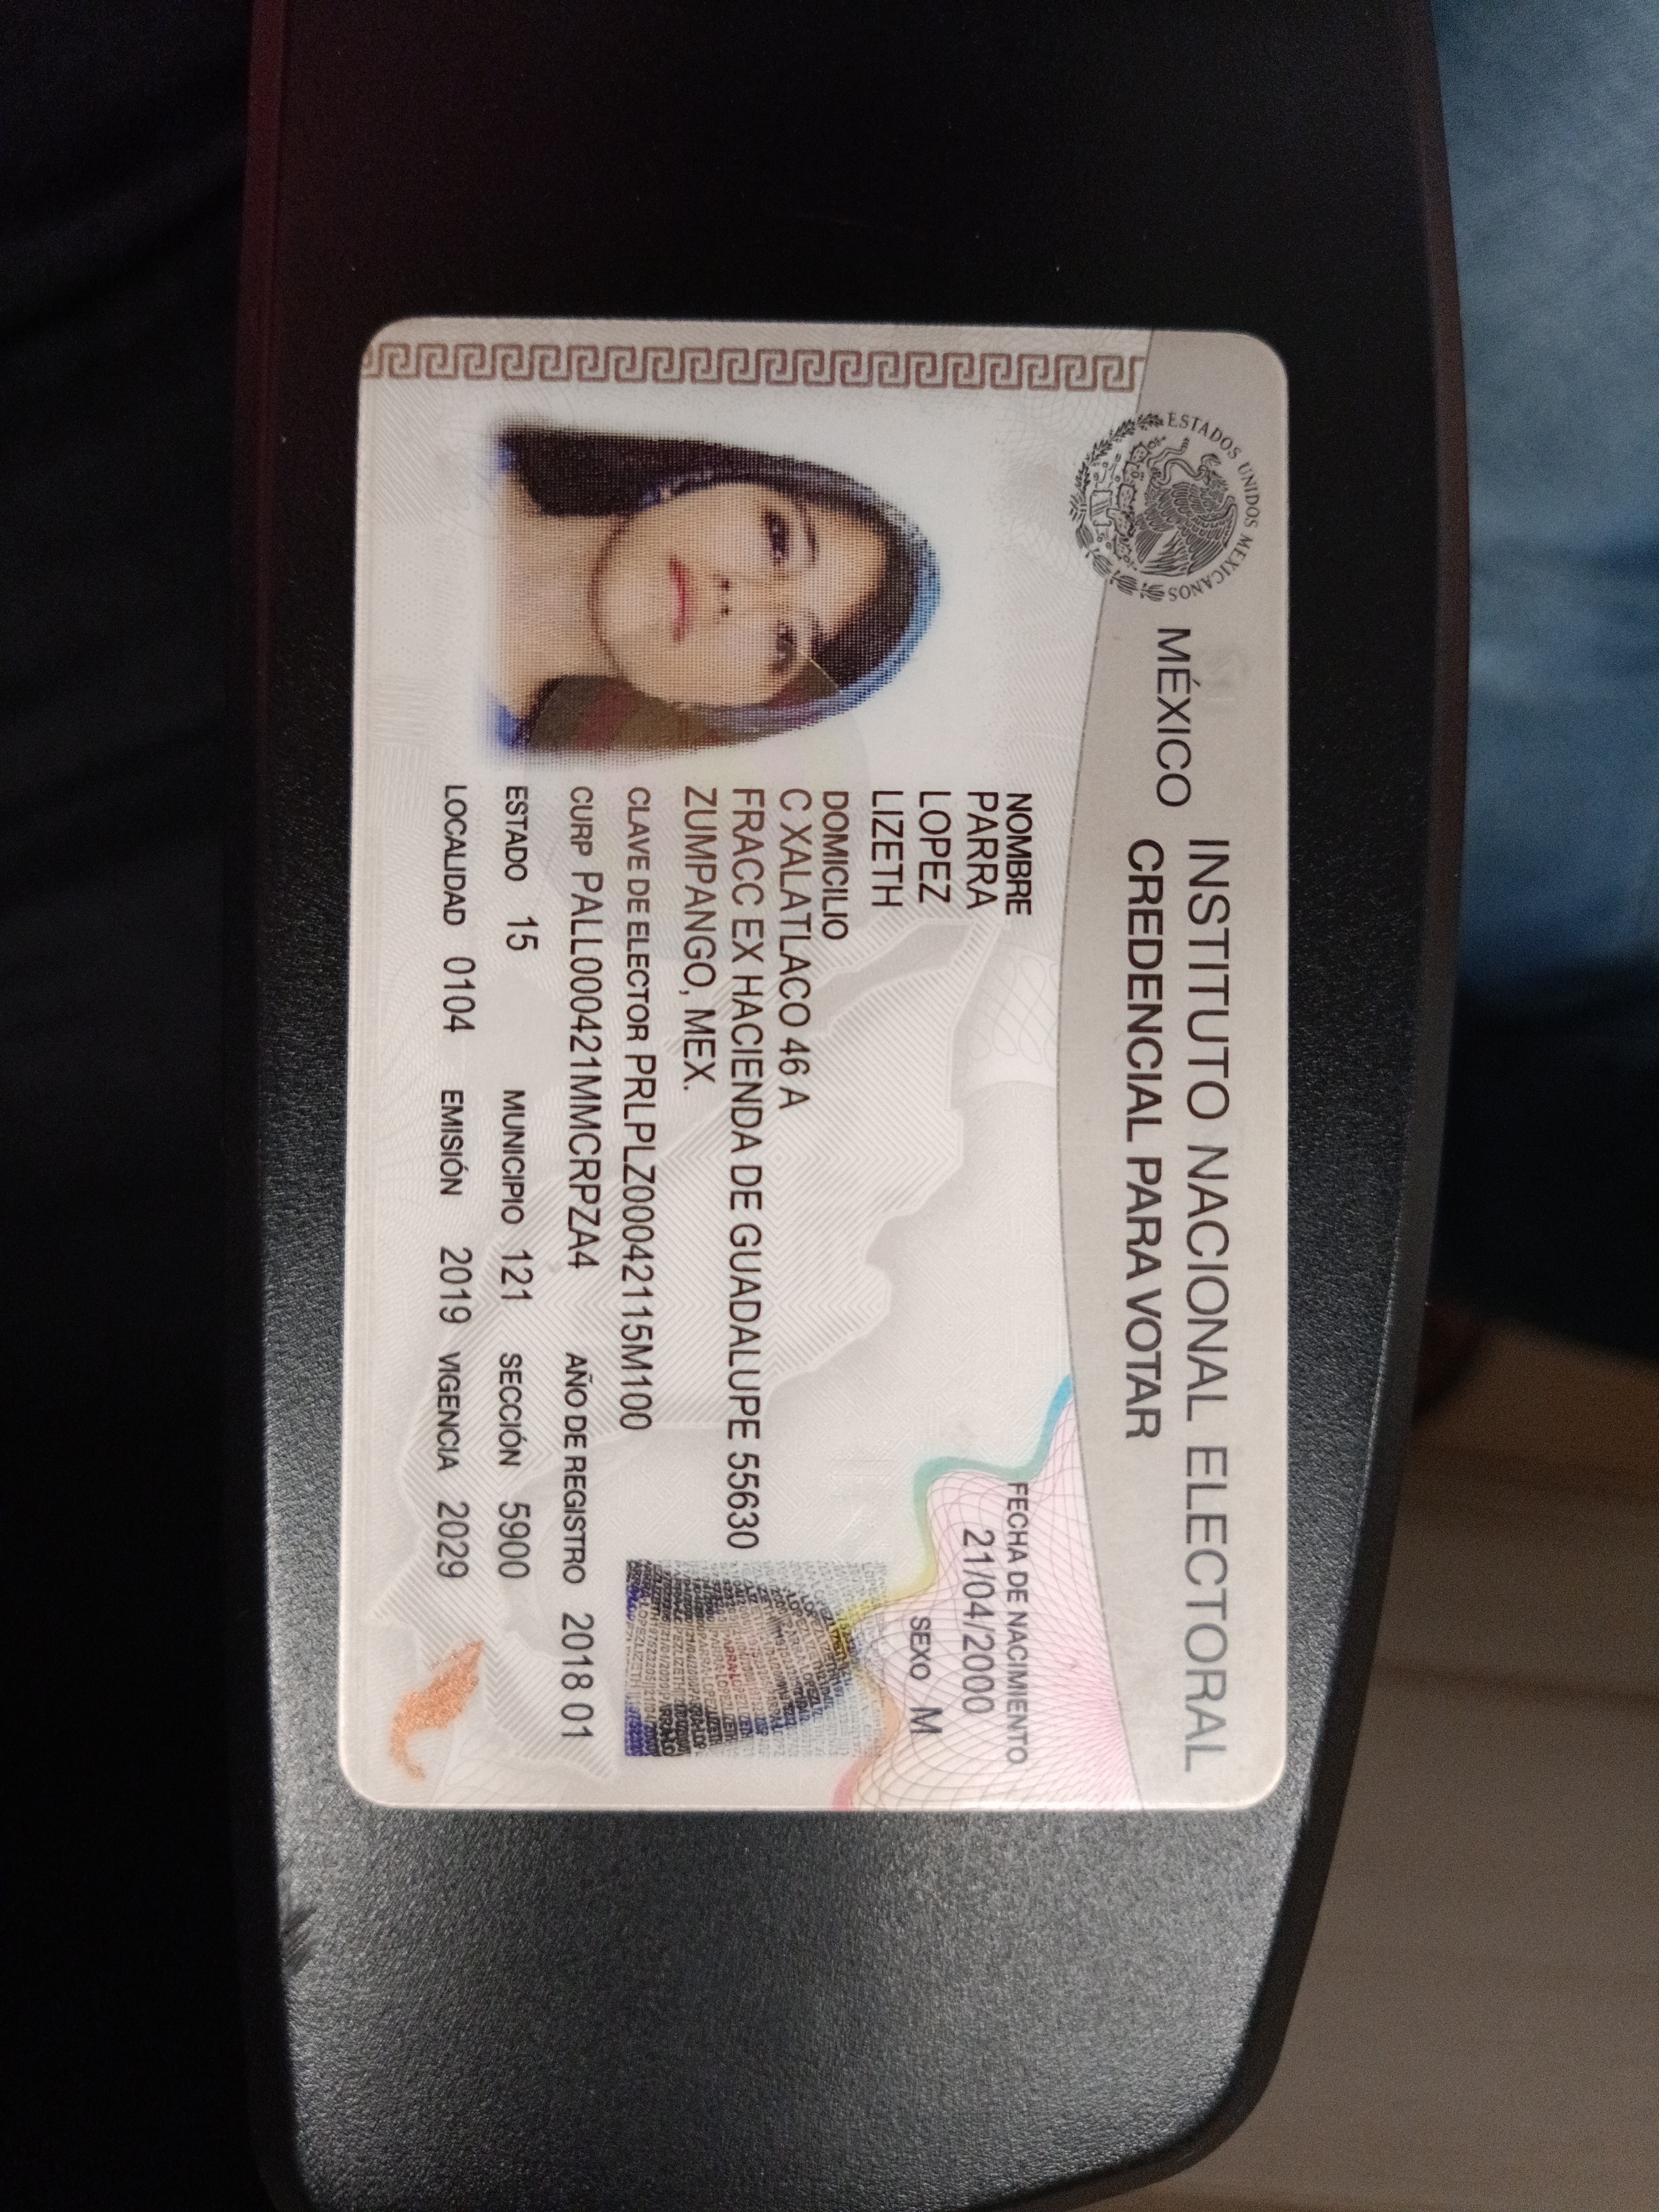 ESTADOS UNIDOS MEXICANOS
MÉXICO
INSTITUTO NACIONAL ELECTORAL
CREDENCIAL PARA VOTAR
NOMBRE
PARRA
LOPEZ
LIZETH
FECHA DE NACIMIENTO
21/04/2000
SEXO M
DOMICILIO
C XALATLACO 46 A
FRACC EX HACIENDA DE GUADALUPE 55630
ZUMPANGO, MEX.
CLAVE DE ELECTOR PRLPLZ00042115M100
CURP PALL000421MMCRPZA4 AÑO DE REGISTRO 2018 01
ESTADO 15 MUNICIPIO 121 SECCIÓN 5900
LOCALIDAD 0104 EMISIÓN 2019 VIGENCIA 2029